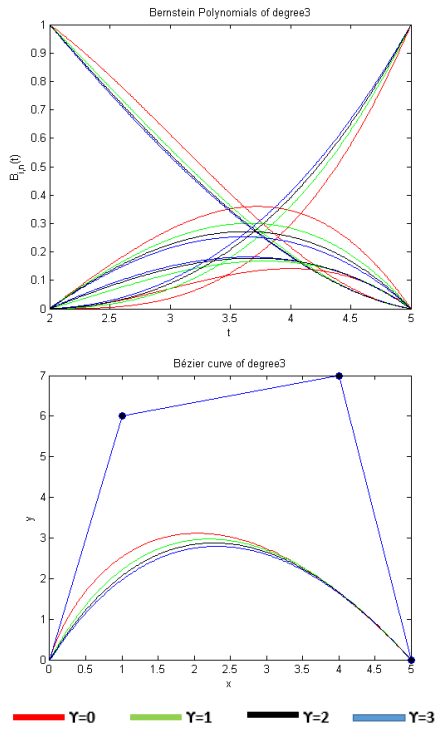 Bernstein Polynomials of degree3
1
0.9
0.8
0.7
0.6
0.5
0.4
0.3
0.2
0.1
0
B_{i,n}(t)
2 2.5 3 3.5 4 4.5 5
t
Bézier curve of degree3
7
6
5
4
3
2
1
0
y
0 0.5 1 1.5 2 2.5 3 3.5 4 4.5 5
x
ϒ=0 ϒ=1 ϒ=2 ϒ=3